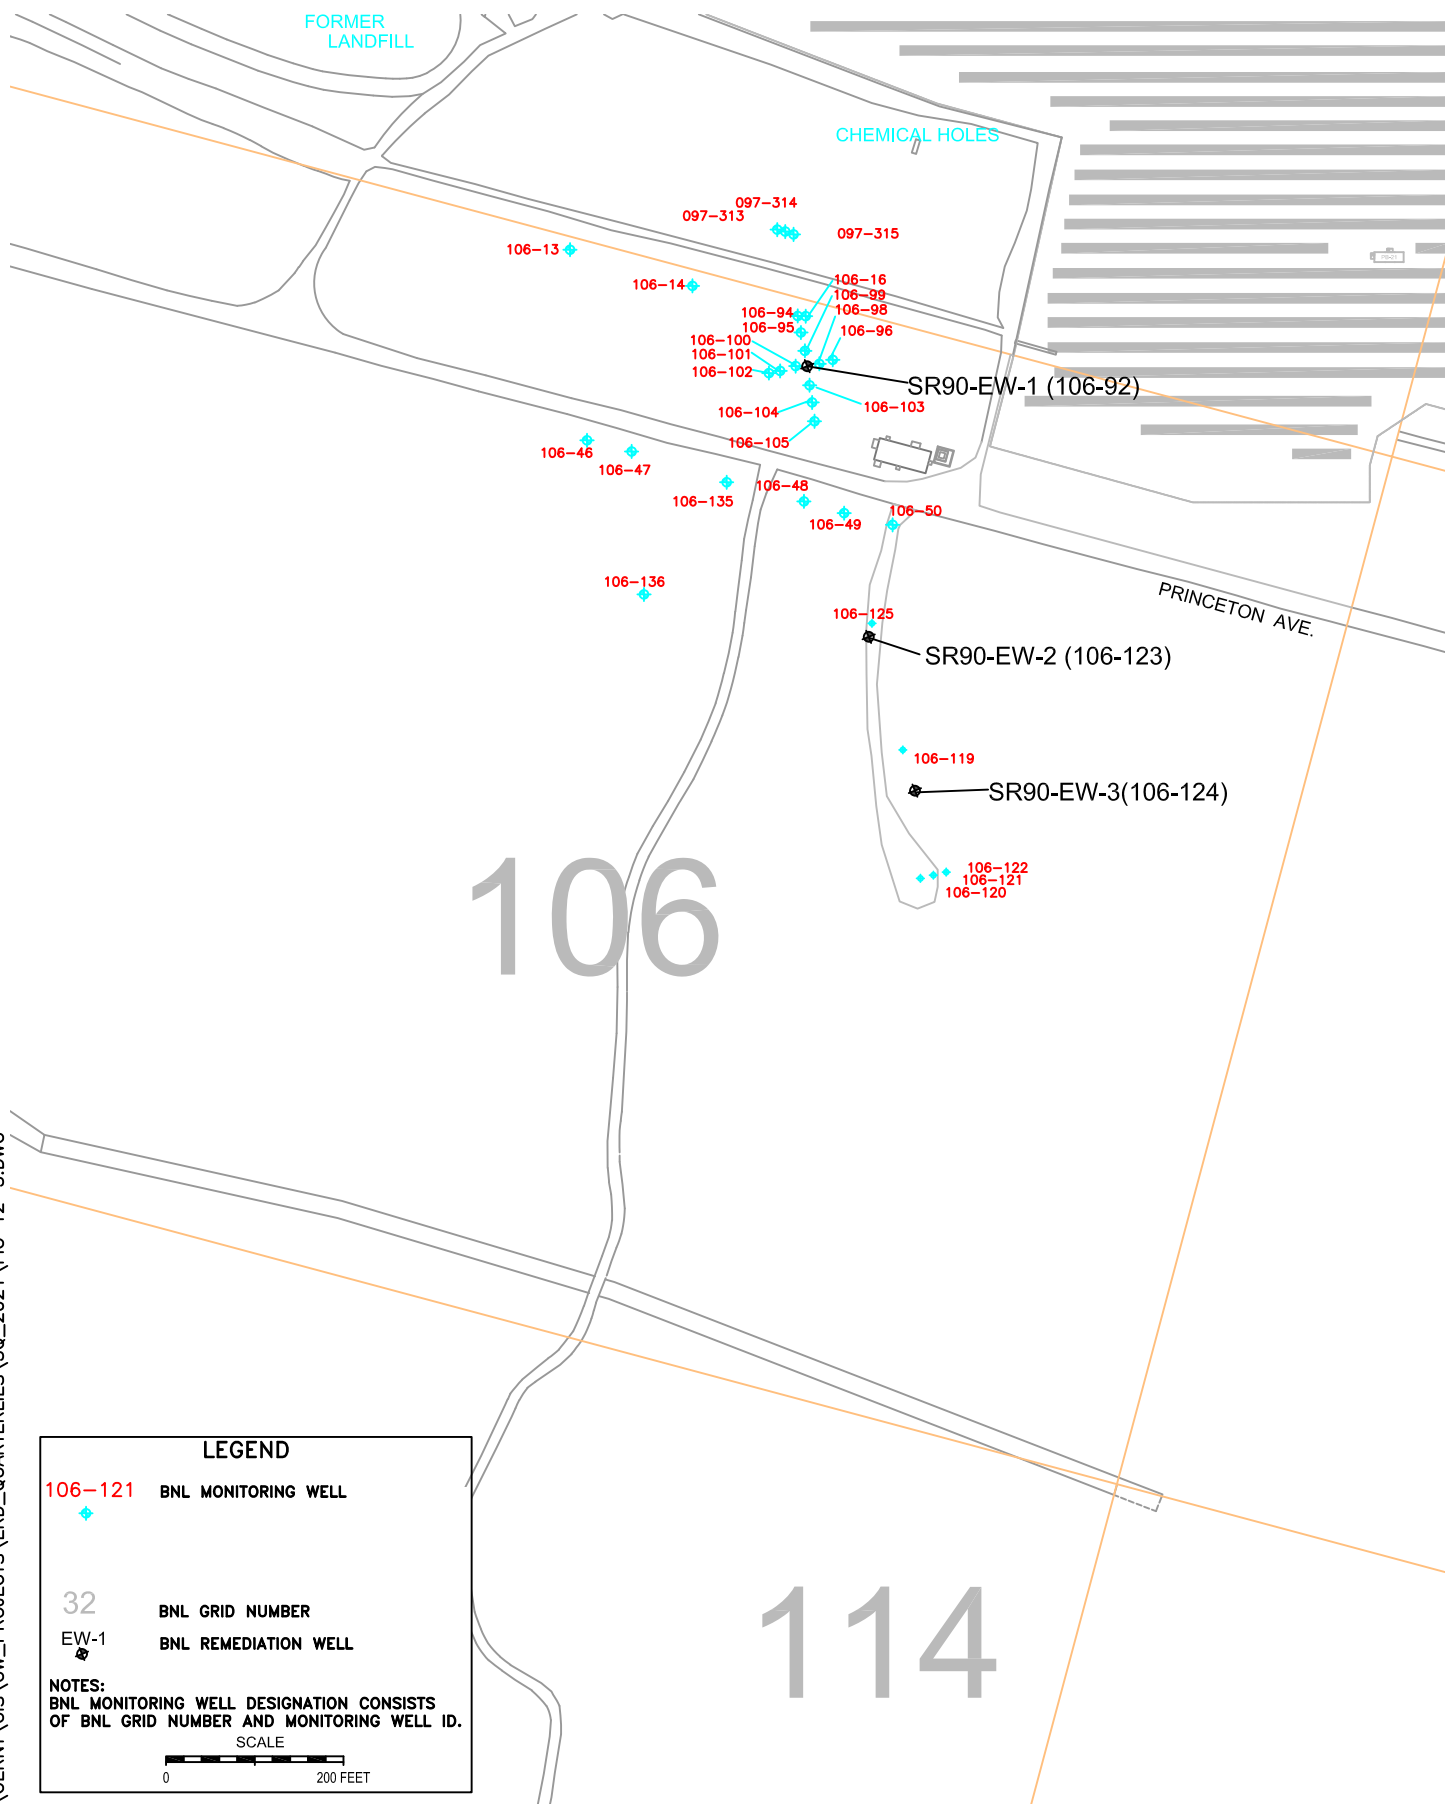 FORMER
LANDFILL
CHEMICAL HOLES
097-314
097-313
097-315
106-13
106-14
106-16
106-99
106-94
106-98
106-95
106-96
106-100
106-101
106-102
SR90-EW-1 (106-92)
106-103
106-104
106-105
106-46
106-47
106-48
106-135
106-49
106-50
106-136
PRINCETON AVE.
106-125
SR90-EW-2 (106-123)
106-119
SR90-EW-3(106-124)
106
106-122
106-121
106-120
114
LEGEND
106-121 BNL MONITORING WELL
32 BNL GRID NUMBER
EW-1 BNL REMEDIATION WELL
NOTES:
BNL MONITORING WELL DESIGNATION CONSISTS
OF BNL GRID NUMBER AND MONITORING WELL ID.
SCALE
0 200 FEET